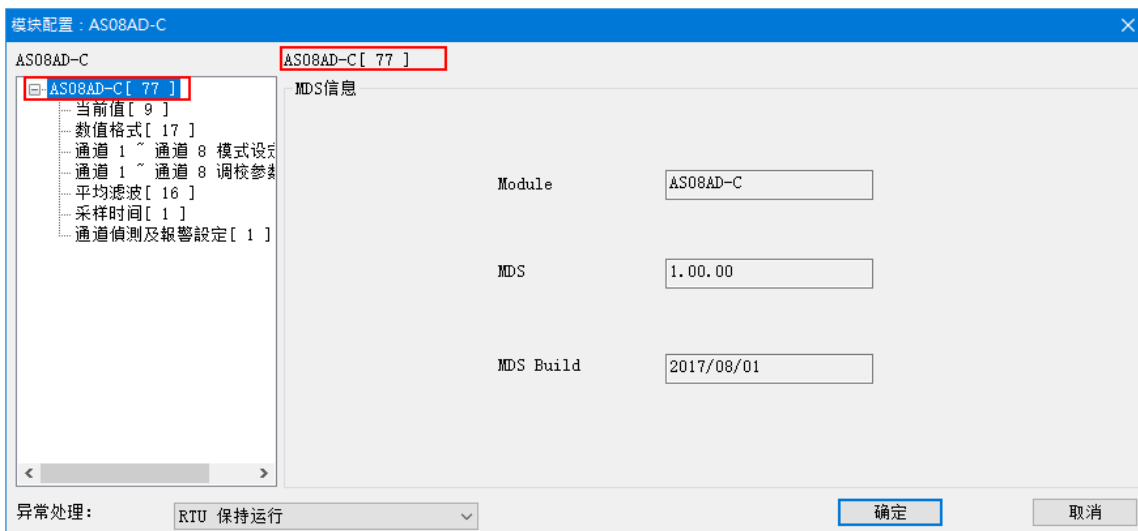 模块配置：AS08AD-C
AS08AD-C
AS08AD-C[ 77 ]
AS08AD-C[ 77 ]
当前值[ 9 ]
数值格式[ 17 ]
通道 1 ~ 通道 8 模式设定
通道 1 ~ 通道 8 调校参数
平均滤波[ 16 ]
采样时间[ 1 ]
通道偵測及報警設定[ 1 ]
MDS信息
Module AS08AD-C
MDS 1.00.00
MDS Build 2017/08/01
异常处理: RTU 保持运行
确定 取消